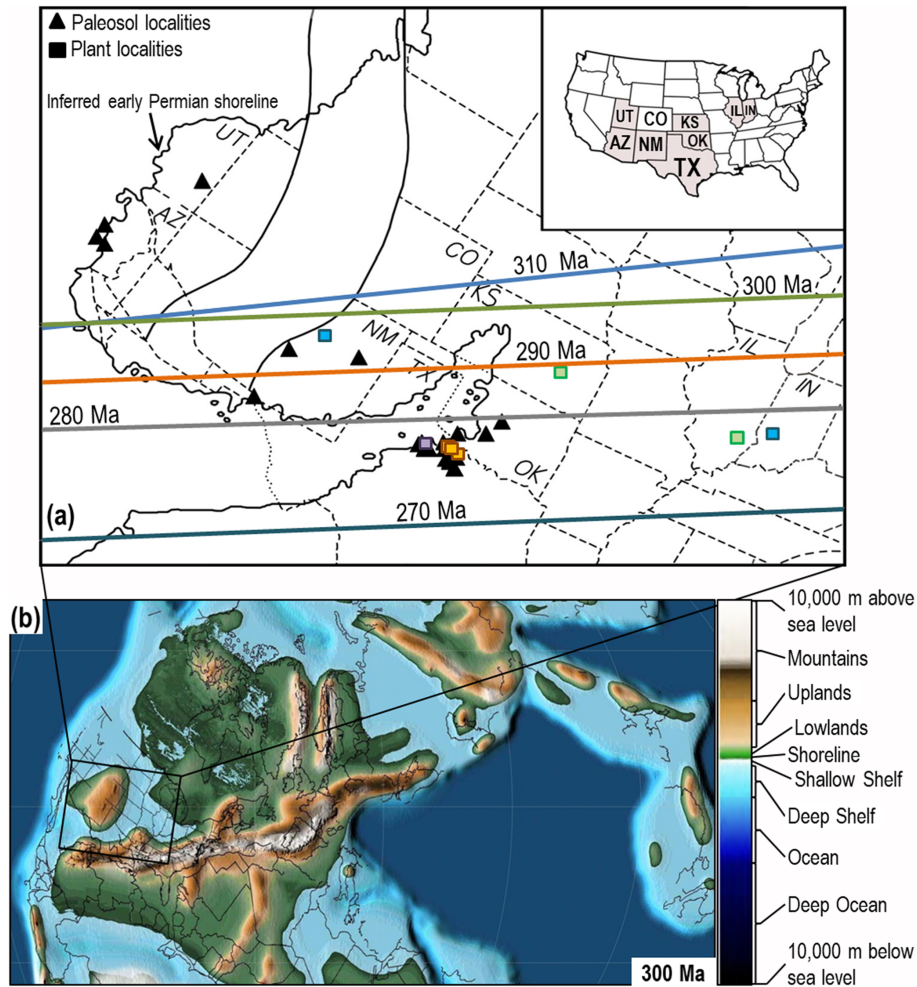 Paleosol localities
Plant localities
Inferred early Permian shoreline
UT
AZ
CO
KS
NM
TX
OK
IL
IN
UT
CO
KS
IL
IN
AZ
NM
OK
TX
310 Ma
300 Ma
290 Ma
280 Ma
270 Ma
(a)
(b)
300 Ma
10,000 m above
sea level
Mountains
Uplands
Lowlands
Shoreline
Shallow Shelf
Deep Shelf
Ocean
Deep Ocean
10,000 m below
sea level